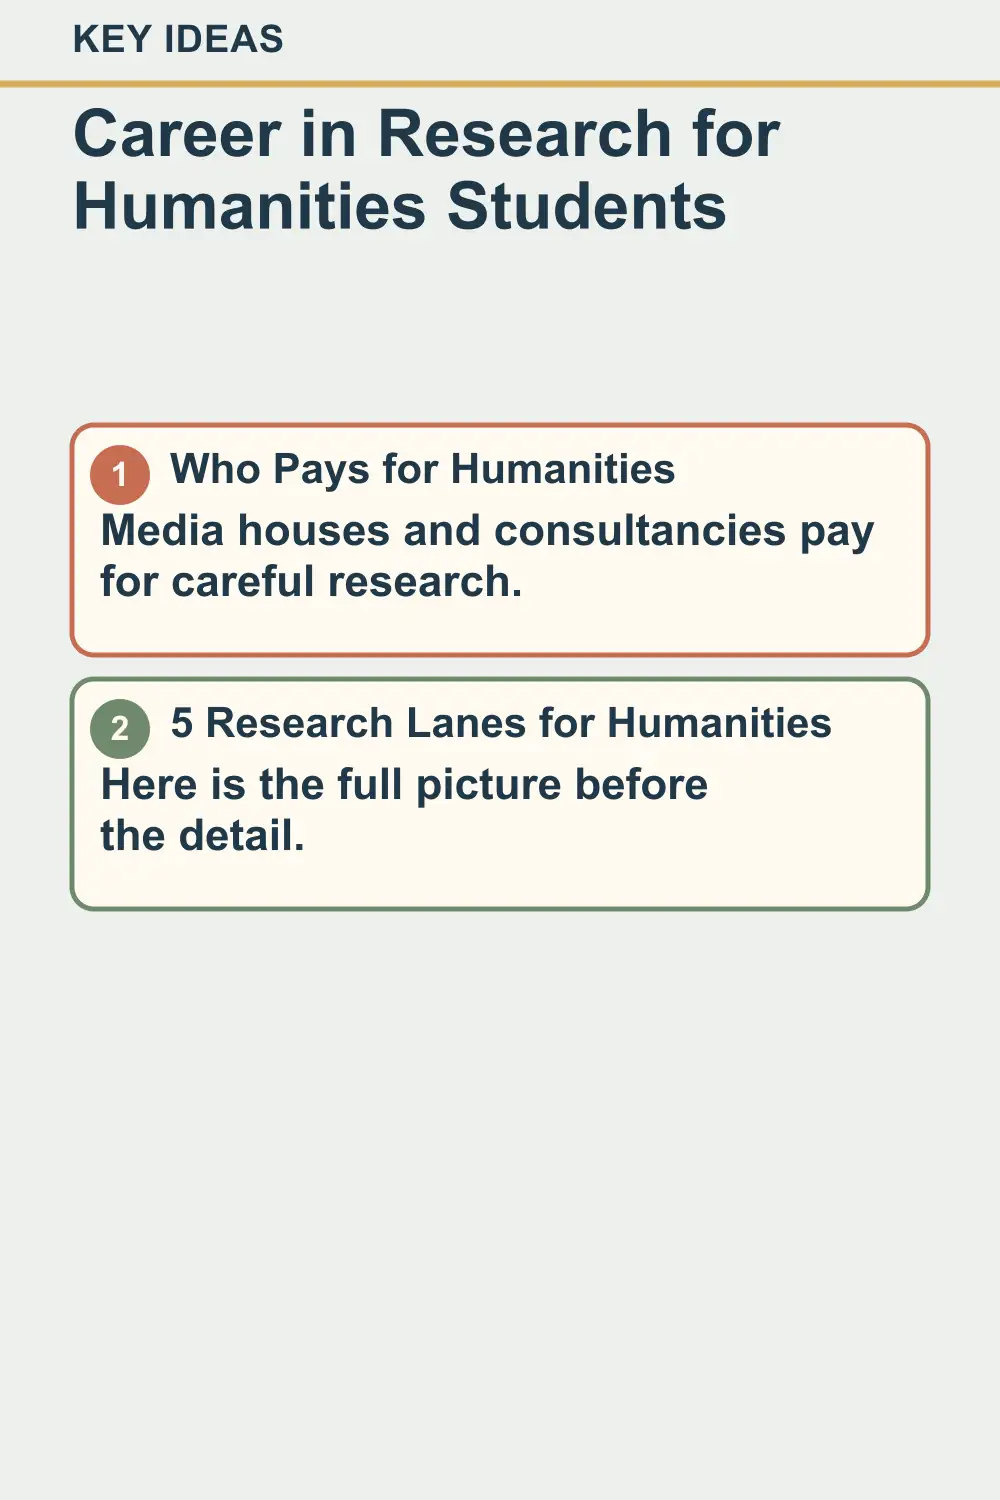 KEY IDEAS
Career in Research for
Humanities Students
1 Who Pays for Humanities
Media houses and consultancies pay
for careful research.
2 5 Research Lanes for Humanities
Here is the full picture before
the detail.